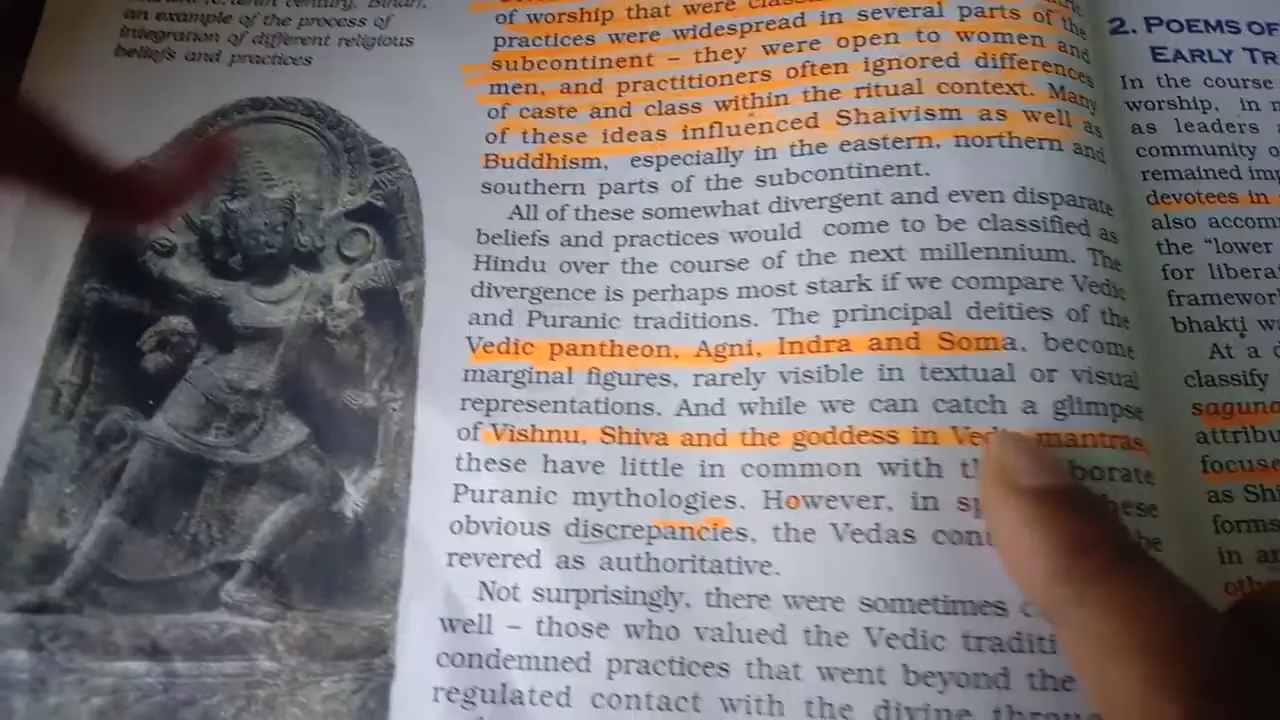 century, Bihar,
an example of the process of
integration of different religious
beliefs and practices
of worship that were
practices were widespread in several parts of the
subcontinent – they were open to women and
men, and practitioners often ignored differences
of caste and class within the ritual context. Many
of these ideas influenced Shaivism as well as
Buddhism, especially in the eastern, northern and
southern parts of the subcontinent.
All of these somewhat divergent and even disparate
beliefs and practices would come to be classified as
Hindu over the course of the next millennium. The
divergence is perhaps most stark if we compare Vedic
and Puranic traditions. The principal deities of the
Vedic pantheon, Agni, Indra and Soma, become
marginal figures, rarely visible in textual or visual
representations. And while we can catch a glimpse
of Vishnu, Shiva and the goddess in Vedic mantras,
these have little in common with
Puranic mythologies. However, in
obvious discrepancies, the Vedas
revered as authoritative.
Not surprisingly, there were sometimes
well – those who valued the Vedic
condemned practices that went beyond the
regulated contact with the divine
2. POEMS OF
EARLY
In the course
worship, in
as leaders
community
remained
devotees in
also
the "lower
for
bhakti
At a
classify
focuse
as
forms
in